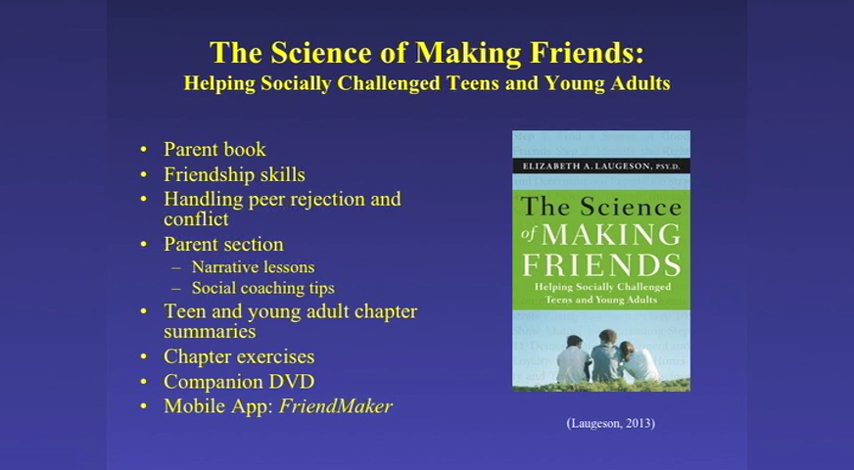 The Science of Making Friends:
Helping Socially Challenged Teens and Young Adults
• Parent book
• Friendship skills
• Handling peer rejection and
conflict
• Parent section
– Narrative lessons
– Social coaching tips
• Teen and young adult chapter
summaries
• Chapter exercises
• Companion DVD
• Mobile App: FriendMaker
ELIZABETH A. LAUGESON, PSY.D.
The Science
of MAKING
FRIENDS
Helping Socially Challenged
Teens and Young Adults
(Laugeson, 2013)